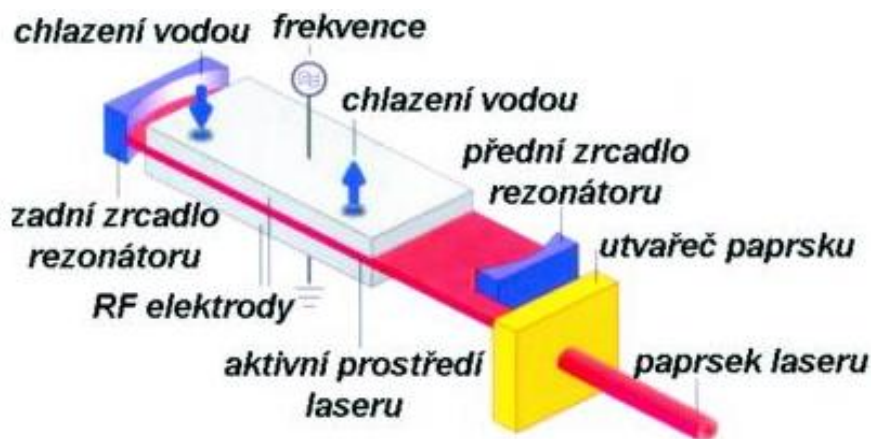 chlazení vodou
frekvence
chlazení vodou
přední zrcadlo
rezonátoru
zadní zrcadlo
rezonátoru
utvařeč paprsku
RF elektrody
aktivní prostředí
laseru
paprsek laseru